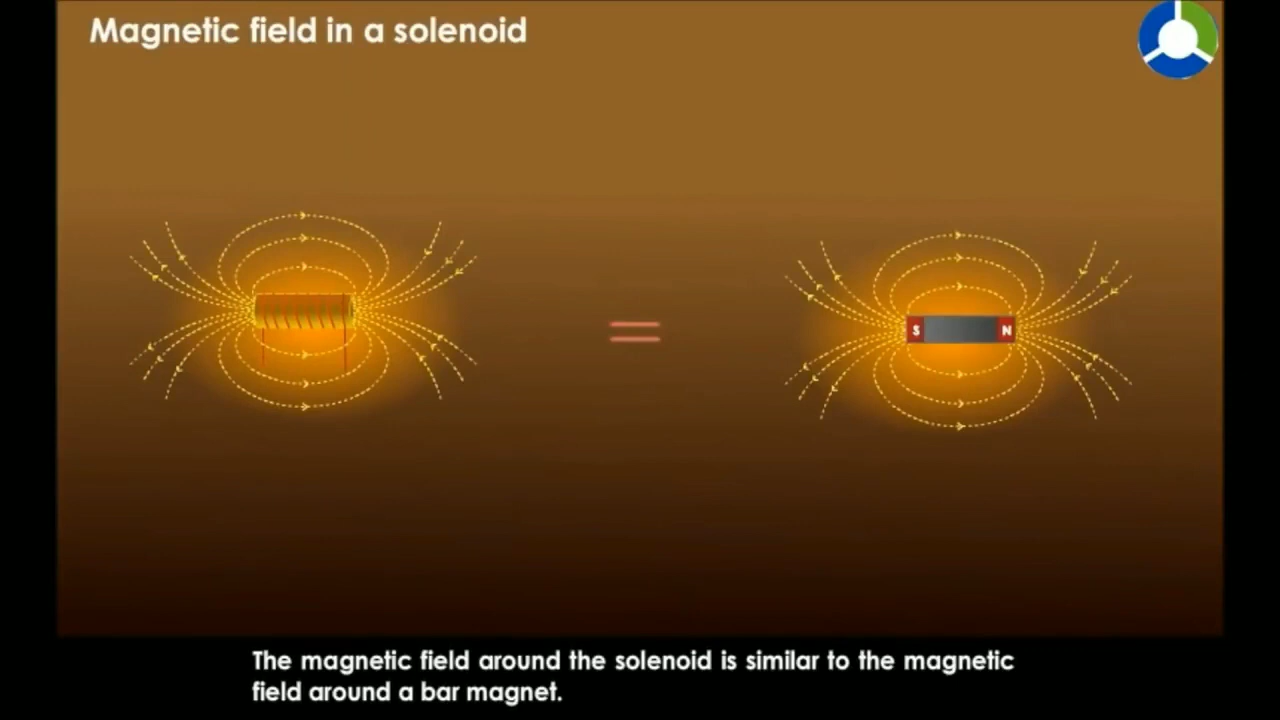 Magnetic field in a solenoid
S
N
The magnetic field around the solenoid is similar to the magnetic
field around a bar magnet.